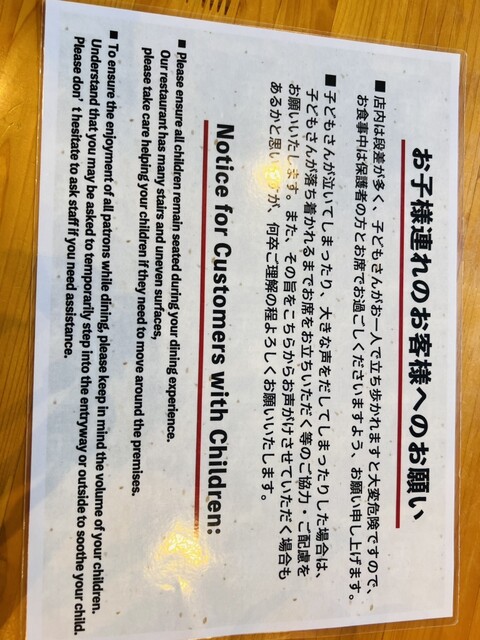 お子様連れのお客様へのお願い
■ 店内は段差が多く、子どもさんがお一人で立ち歩かれますと大変危険ですので、
お食事中は保護者の方とお席でお過ごしくださいますよう、お願い申し上げます。
■ 子どもさんが泣いてしまったり、大きな声をだしてしまったりした場合は、
子どもさんが落ち着かれるまでお席をお立ちいただく等のご協力・ご配慮を
お願いいたします。また、その旨をこちらからお声がけさせていただく場合も
あるかと思いますが、何卒ご理解の程よろしくお願いいたします。
Notice for Customers with Children:
■ Please ensure all children remain seated during your dining experience.
Our restaurant has many stairs and uneven surfaces,
please take care helping your children if they need to move around the premises.
■ To ensure the enjoyment of all patrons while dining, please keep in mind the volume of your children.
Understand that you may be asked to temporarily step into the entryway or outside to soothe your child.
Please don't hesitate to ask staff if you need assistance.